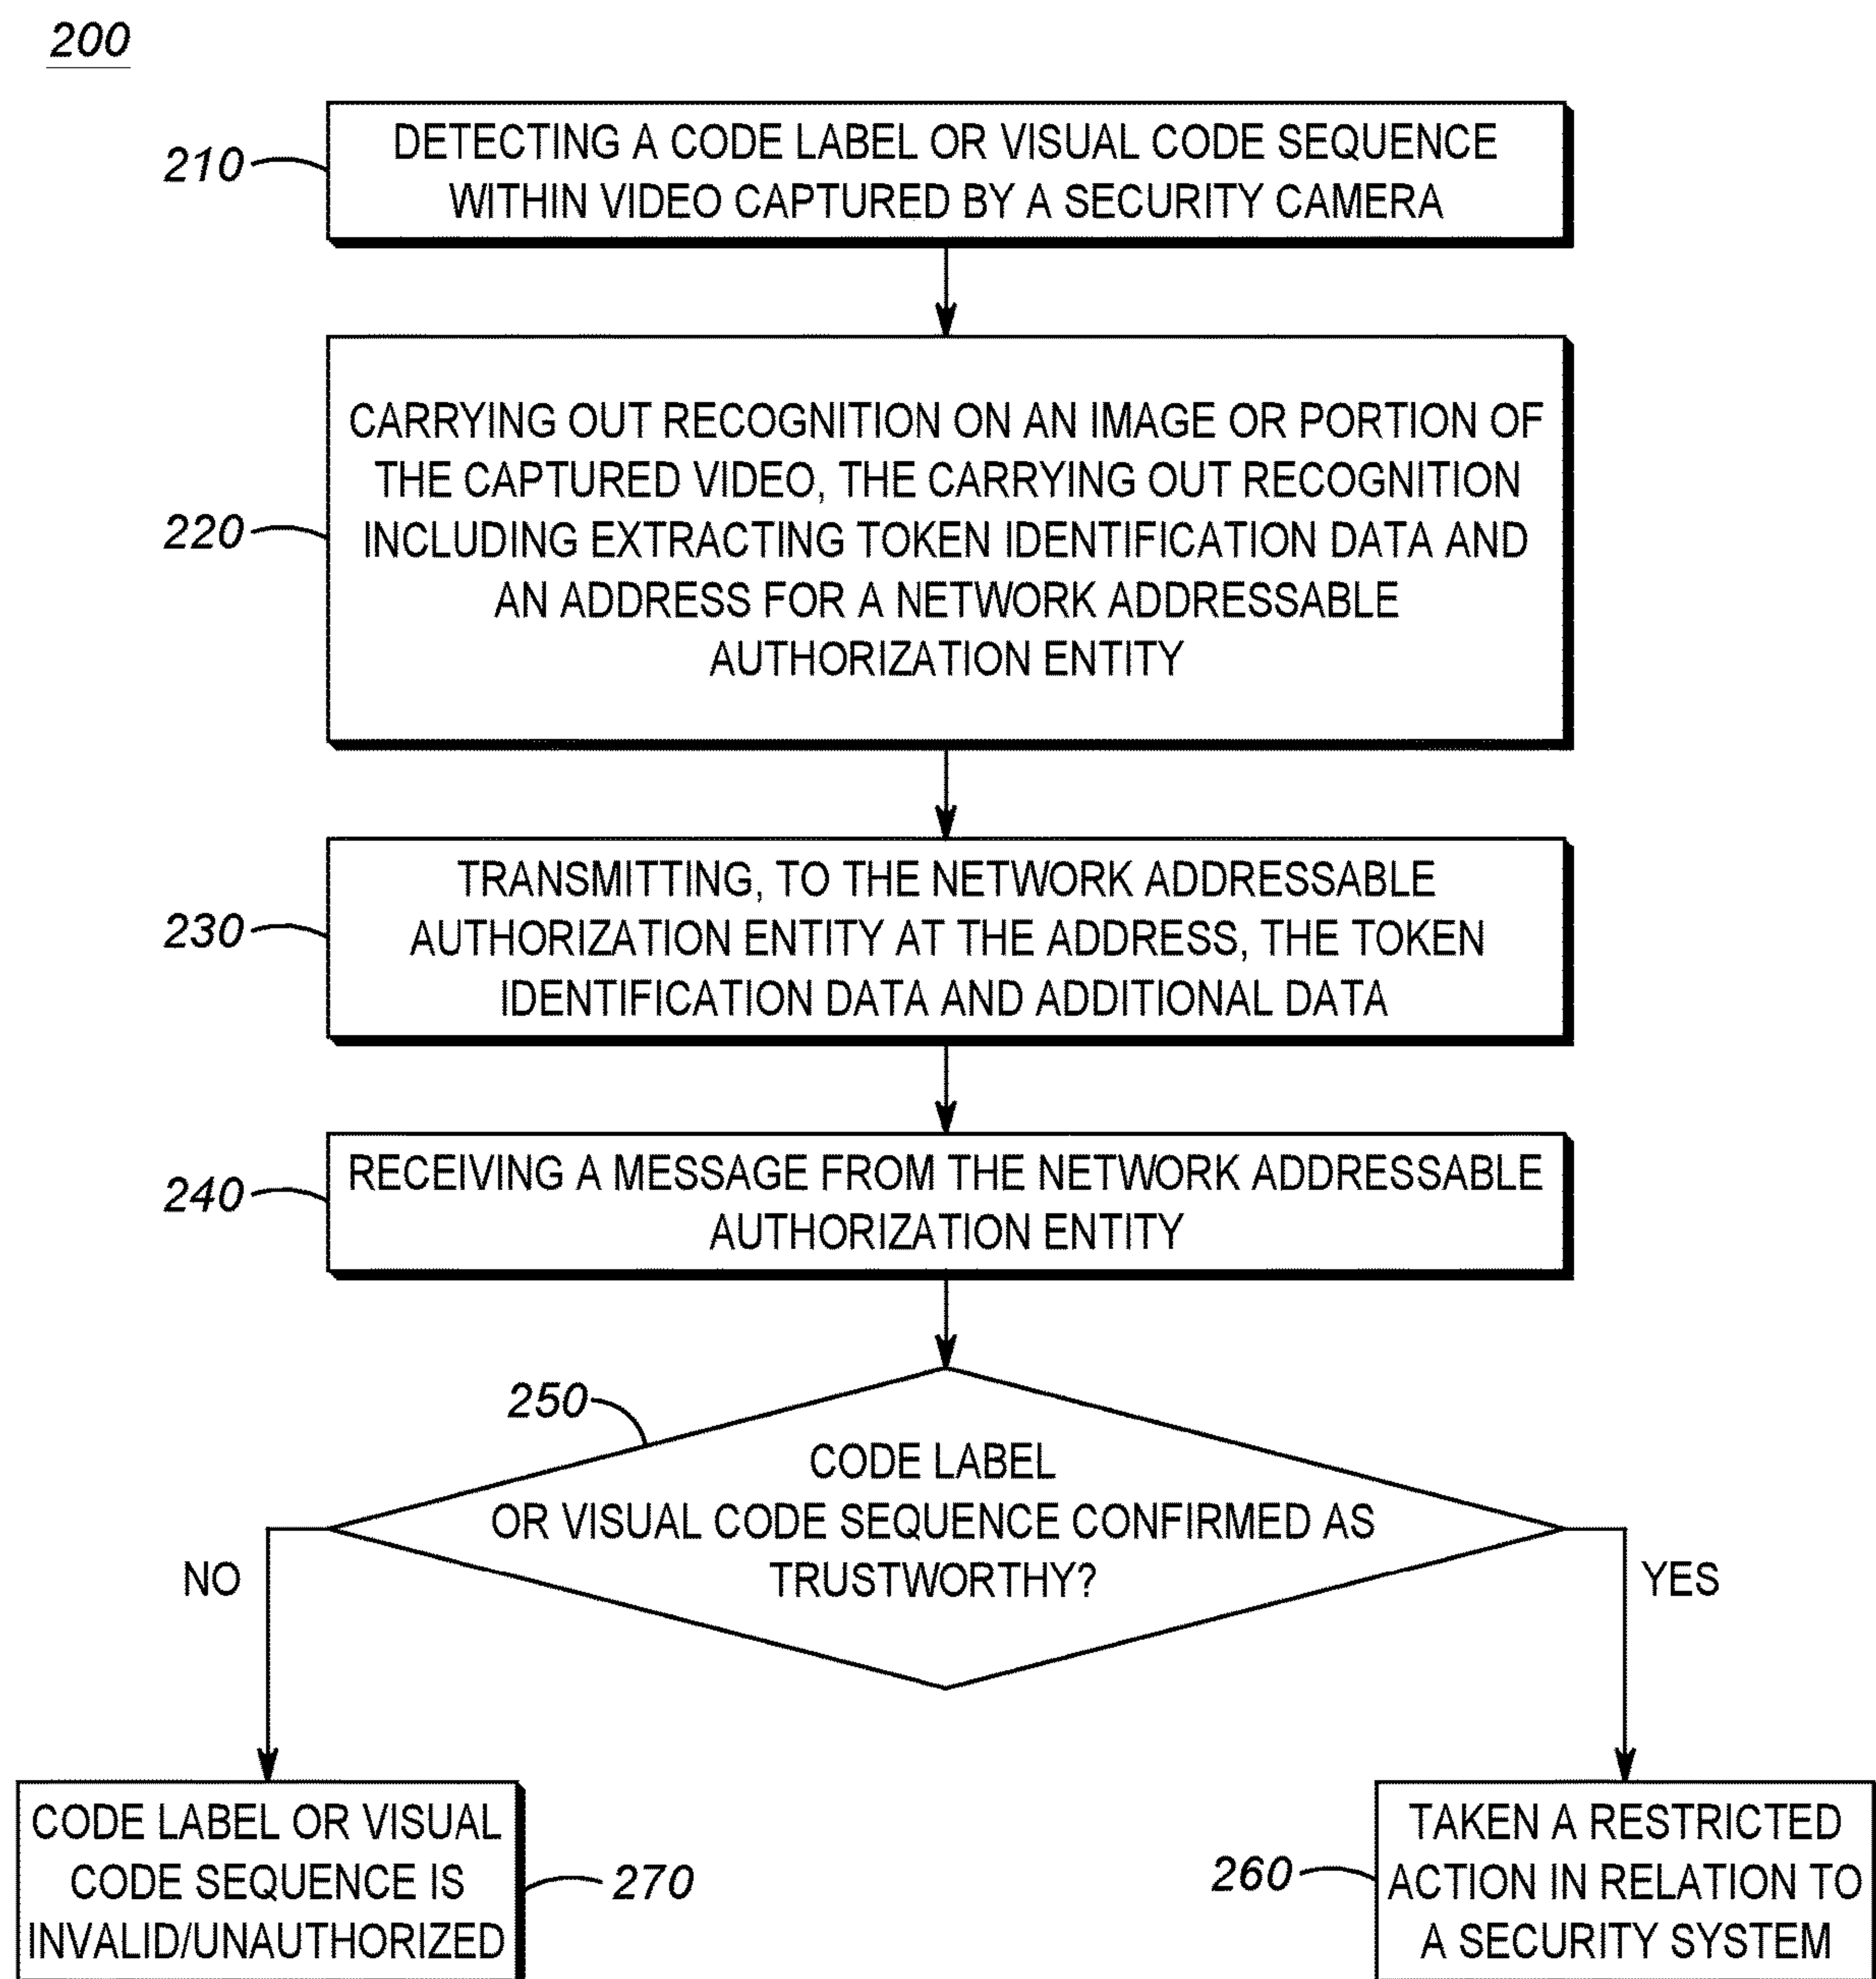 200
210
DETECTING A CODE LABEL OR VISUAL CODE SEQUENCE
WITHIN VIDEO CAPTURED BY A SECURITY CAMERA
220
CARRYING OUT RECOGNITION ON AN IMAGE OR PORTION OF
THE CAPTURED VIDEO, THE CARRYING OUT RECOGNITION
INCLUDING EXTRACTING TOKEN IDENTIFICATION DATA AND
AN ADDRESS FOR A NETWORK ADDRESSABLE
AUTHORIZATION ENTITY
230
TRANSMITTING, TO THE NETWORK ADDRESSABLE
AUTHORIZATION ENTITY AT THE ADDRESS, THE TOKEN
IDENTIFICATION DATA AND ADDITIONAL DATA
240
RECEIVING A MESSAGE FROM THE NETWORK ADDRESSABLE
AUTHORIZATION ENTITY
250
CODE LABEL
OR VISUAL CODE SEQUENCE CONFIRMED AS
TRUSTWORTHY?
NO
YES
CODE LABEL OR VISUAL
CODE SEQUENCE IS
INVALID/UNAUTHORIZED
270
260
TAKEN A RESTRICTED
ACTION IN RELATION TO
A SECURITY SYSTEM